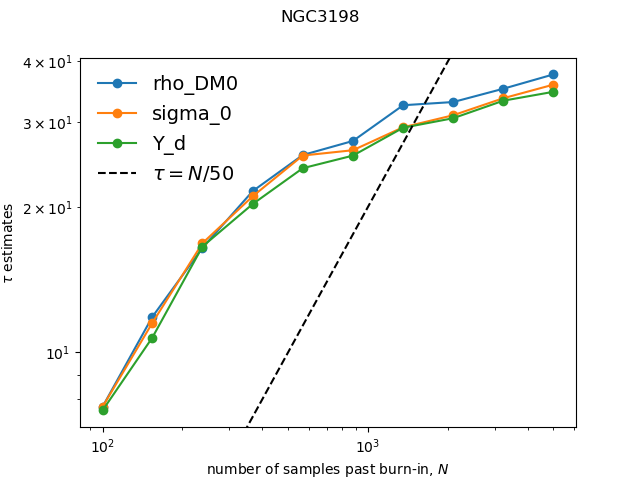 NGC3198
rho_DM0
sigma_0
Y_d
τ = N/50
4 × 10¹
3 × 10¹
2 × 10¹
10¹
τ estimates
10² 10³
number of samples past burn-in, N